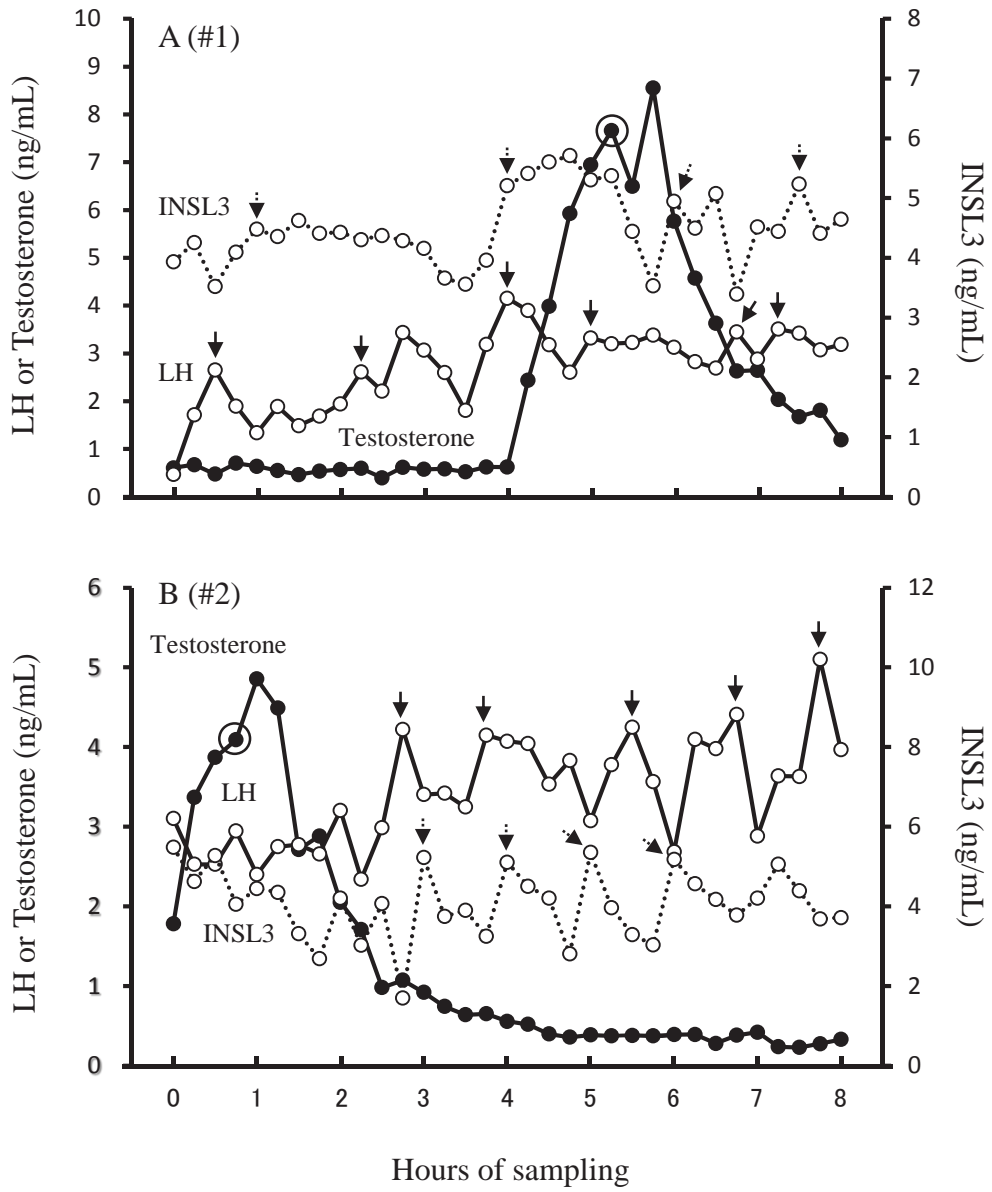 A (#1)
LH or Testosterone (ng/mL)
10
9
8
7
6
5
4
3
2
1
0
INSL3
LH
Testosterone
8
7
6
5
4
3
2
1
0
INSL3 (ng/mL)
B (#2)
LH or Testosterone (ng/mL)
6
5
4
3
2
1
0
Testosterone
LH
INSL3
12
10
8
6
4
2
0
INSL3 (ng/mL)
0 1 2 3 4 5 6 7 8
Hours of sampling